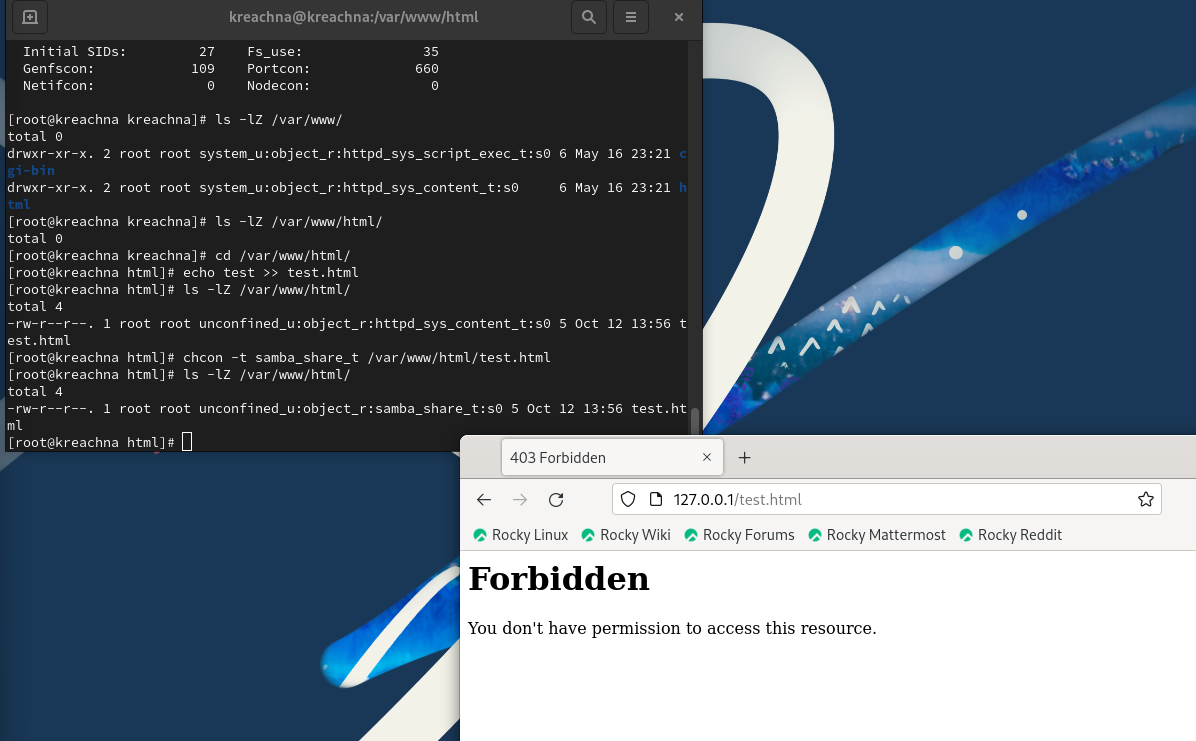 kreachna@kreachna:/var/www/html
Initial SIDs: 27 Fs_use: 35
Genfscon: 109 Portcon: 660
Netifcon: 0 Nodecon: 0
[root@kreachna kreachna]# ls -lZ /var/www/
total 0
drwxr-xr-x. 2 root root system_u:object_r:httpd_sys_script_exec_t:s0 6 May 16 23:21 c
gi-bin
drwxr-xr-x. 2 root root system_u:object_r:httpd_sys_content_t:s0 6 May 16 23:21 h
tml
[root@kreachna kreachna]# ls -lZ /var/www/html/
total 0
[root@kreachna kreachna]# cd /var/www/html/
[root@kreachna html]# echo test >> test.html
[root@kreachna html]# ls -lZ /var/www/html/
total 4
-rw-r--r--. 1 root root unconfined_u:object_r:httpd_sys_content_t:s0 5 Oct 12 13:56 t
est.html
[root@kreachna html]# chcon -t samba_share_t /var/www/html/test.html
[root@kreachna html]# ls -lZ /var/www/html/
total 4
-rw-r--r--. 1 root root unconfined_u:object_r:samba_share_t:s0 5 Oct 12 13:56 test.ht
ml
[root@kreachna html]#
403 Forbidden
127.0.0.1/test.html
Rocky Linux Rocky Wiki Rocky Forums Rocky Mattermost Rocky Reddit
Forbidden
You don't have permission to access this resource.